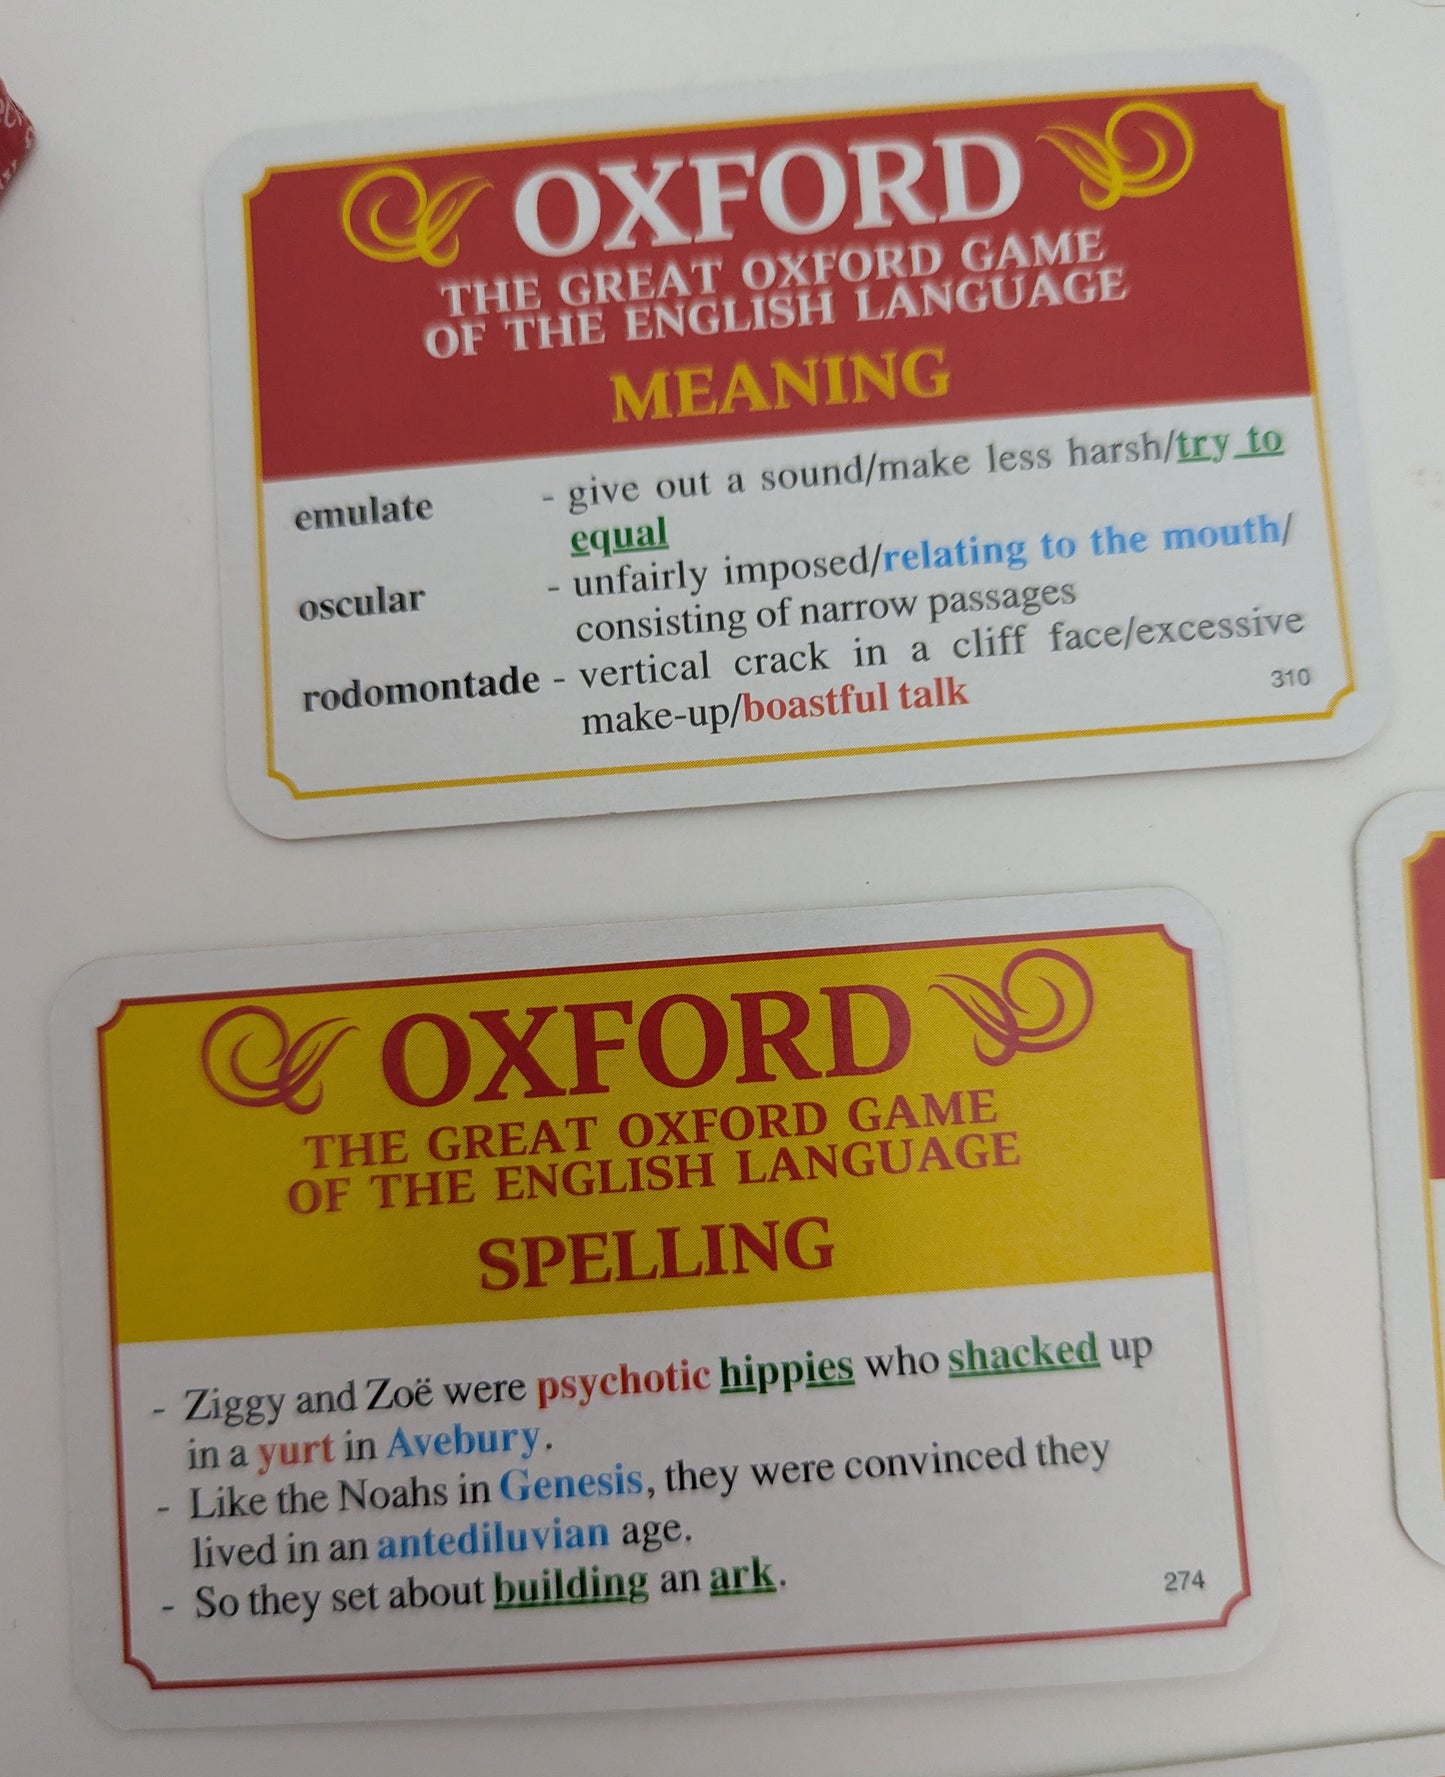 OXFORD
THE GREAT OXFORD GAME
OF THE ENGLISH LANGUAGE
MEANING
emulate - give out a sound/make less harsh/try to
equal
oscular - unfairly imposed/relating to the mouth/
consisting of narrow passages
rodomontade - vertical crack in a cliff face/excessive
make-up/boastful talk
310
OXFORD
THE GREAT OXFORD GAME
OF THE ENGLISH LANGUAGE
SPELLING
- Ziggy and Zoë were psychotic hippies who shacked up
in a yurt in Avebury.
- Like the Noahs in Genesis, they were convinced they
lived in an antediluvian age.
- So they set about building an ark.
274